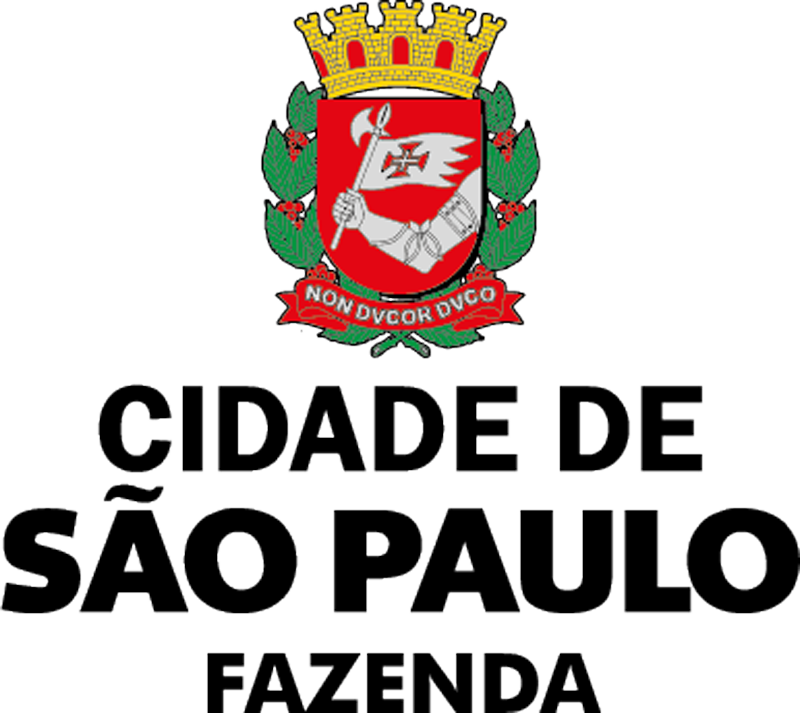 NON DVCOR DVCO
CIDADE DE
SÃO PAULO
FAZENDA